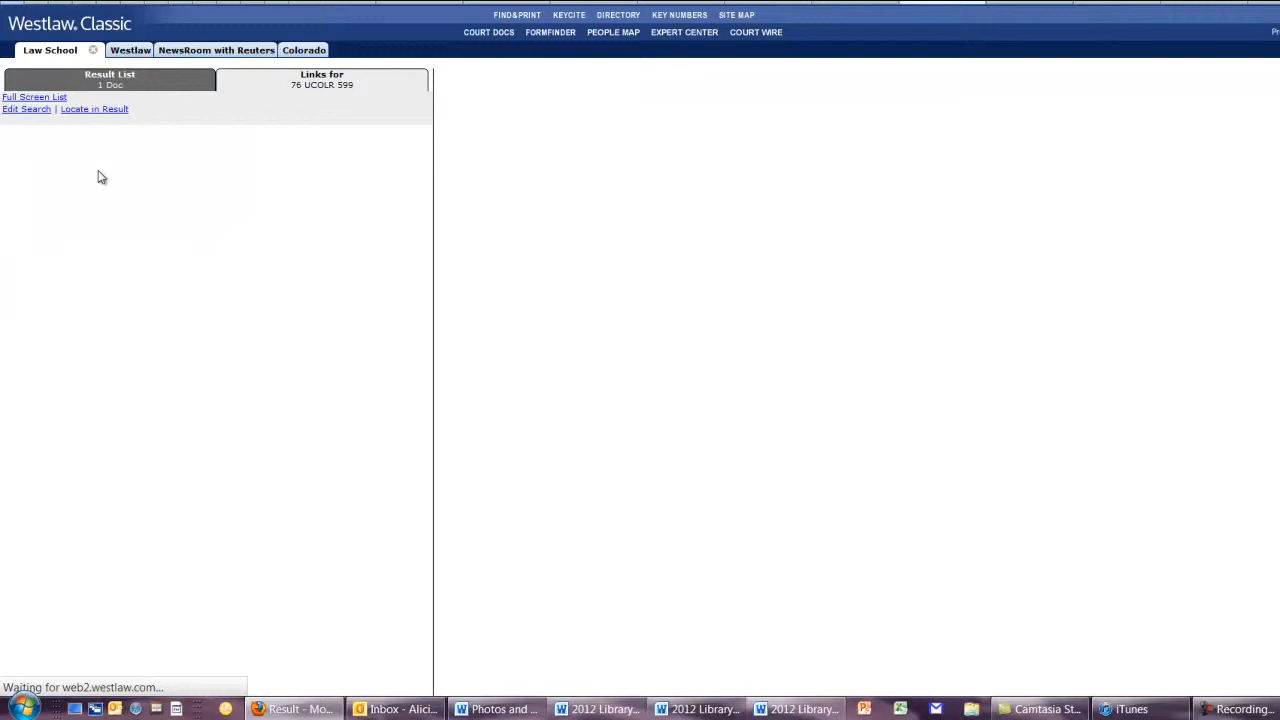 Westlaw. Classic
FIND&PRINT KEYCITE DIRECTORY KEY NUMBERS SITE MAP
COURT DOCS FORMFINDER PEOPLE MAP EXPERT CENTER COURT WIRE
Law School Westlaw NewsRoom with Reuters Colorado
Result List
1 Doc
Links for
76 UCOLR 599
Full Screen List
Edit Search | Locate in Result
Waiting for web2.westlaw.com...
Result - Mo... Inbox - Alici... Photos and ... 2012 Library... 2012 Library... 2012 Library... Camtasia St... iTunes Recording...